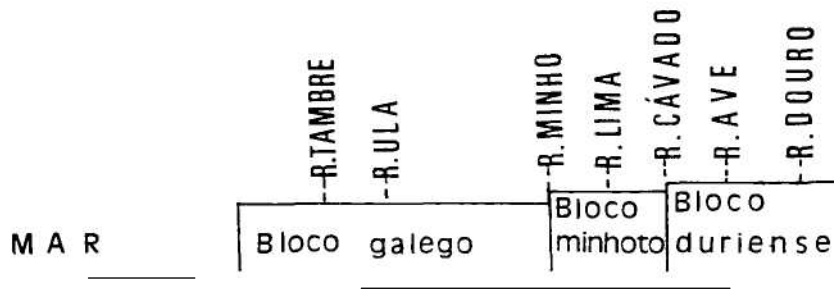 R.TAMBRE
R.ULA
R.MINHO
R.LIMA
R.CÁVADO
R.AVE
R.DOURO
MAR
Bloco galego
Bloco
minhoto
Bloco
duriense